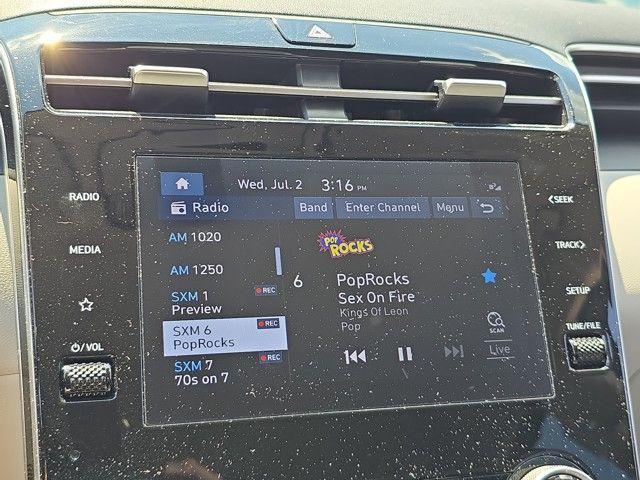 Wed, Jul. 2 3:16 PM
Radio Band Enter Channel Menu
AM 1020
AM 1250
SXM 1 REC
Preview
SXM 6 REC
PopRocks
SXM 7 REC
70s on 7
6
POP ROCKS
PopRocks
Sex On Fire
Kings Of Leon
Pop
SCAN
Live
RADIO
MEDIA
VOL
SEEK
TRACK
SETUP
TUNE/FILE